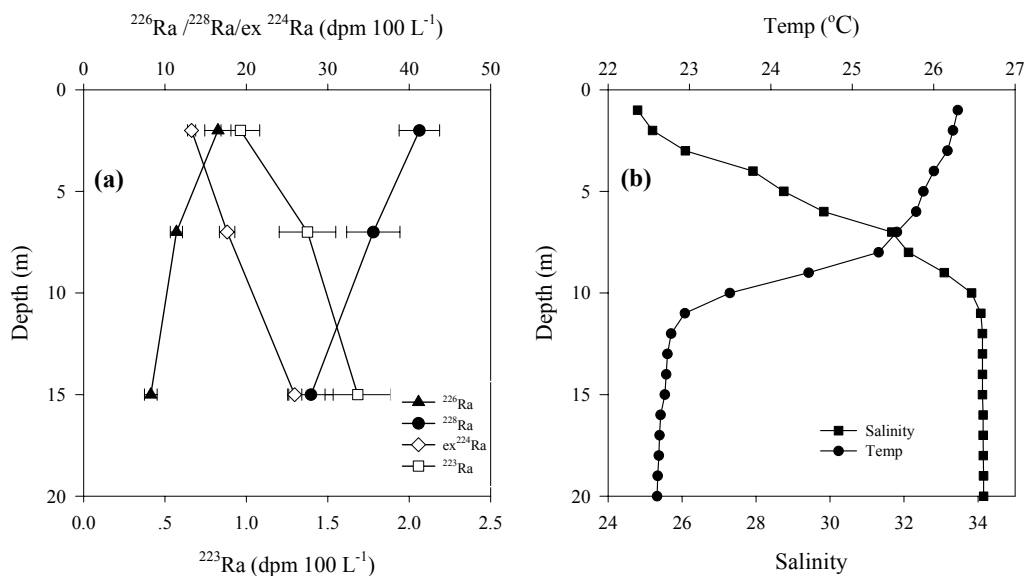 ²²⁶Ra /²²⁸Ra/ex ²²⁴Ra (dpm 100 L⁻¹)
0 10 20 30 40 50
(a)
Depth (m)
0
5
10
15
20
²²⁶Ra
²²⁸Ra
ex²²⁴Ra
²²³Ra
0.0 .5 1.0 1.5 2.0 2.5
²²³Ra (dpm 100 L⁻¹)
Temp (°C)
22 23 24 25 26 27
(b)
Depth (m)
0
5
10
15
20
Salinity
Temp
24 26 28 30 32 34
Salinity